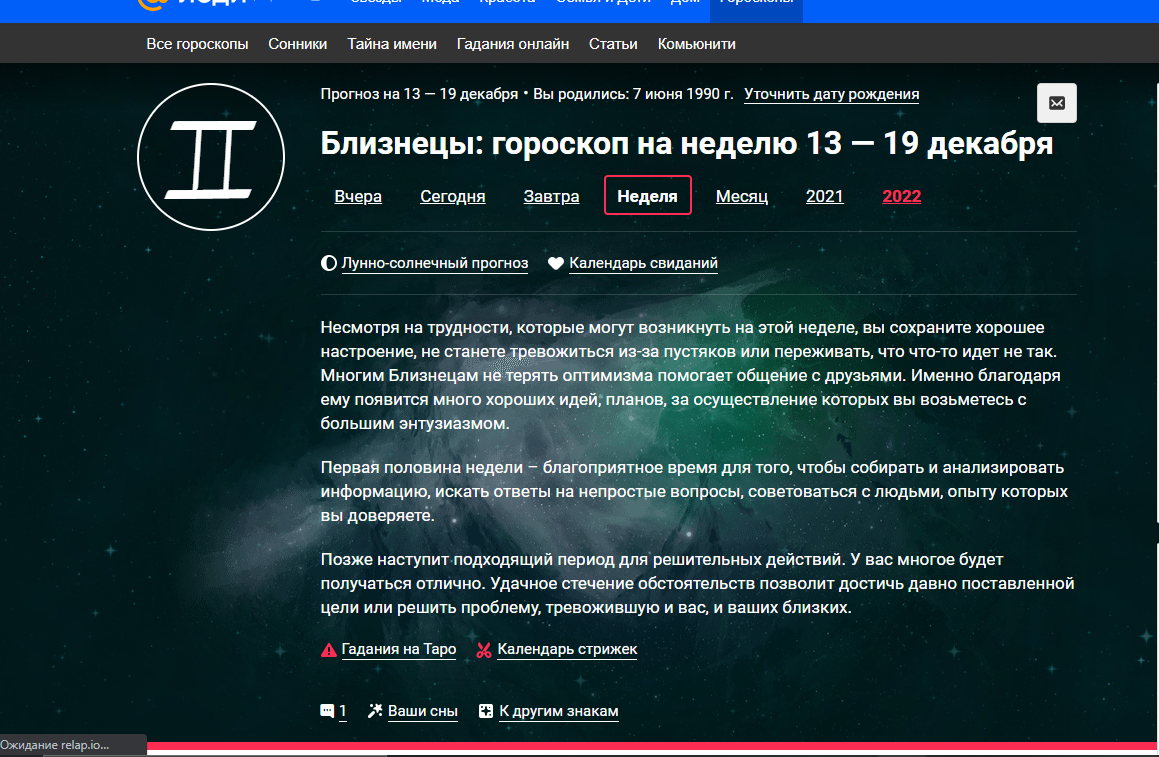 Все гороскопы Сонники Тайна имени Гадания онлайн Статьи Комьюнити
Прогноз на 13 — 19 декабря • Вы родились: 7 июня 1990 г. Уточнить дату рождения
Близнецы: гороскоп на неделю 13 — 19 декабря
Вчера Сегодня Завтра Неделя Месяц 2021 2022
Лунно-солнечный прогноз Календарь свиданий
Несмотря на трудности, которые могут возникнуть на этой неделе, вы сохраните хорошее
настроение, не станете тревожиться из-за пустяков или переживать, что что-то идет не так.
Многим Близнецам не терять оптимизма помогает общение с друзьями. Именно благодаря
ему появится много хороших идей, планов, за осуществление которых вы возьметесь с
большим энтузиазмом.
Первая половина недели – благоприятное время для того, чтобы собирать и анализировать
информацию, искать ответы на непростые вопросы, советоваться с людьми, опыту которых
вы доверяете.
Позже наступит подходящий период для решительных действий. У вас многое будет
получаться отлично. Удачное стечение обстоятельств позволит достичь давно поставленной
цели или решить проблему, тревожившую и вас, и ваших близких.
Гадания на Таро Календарь стрижек
1 Ваши сны К другим знакам
Ожидание relap.io...